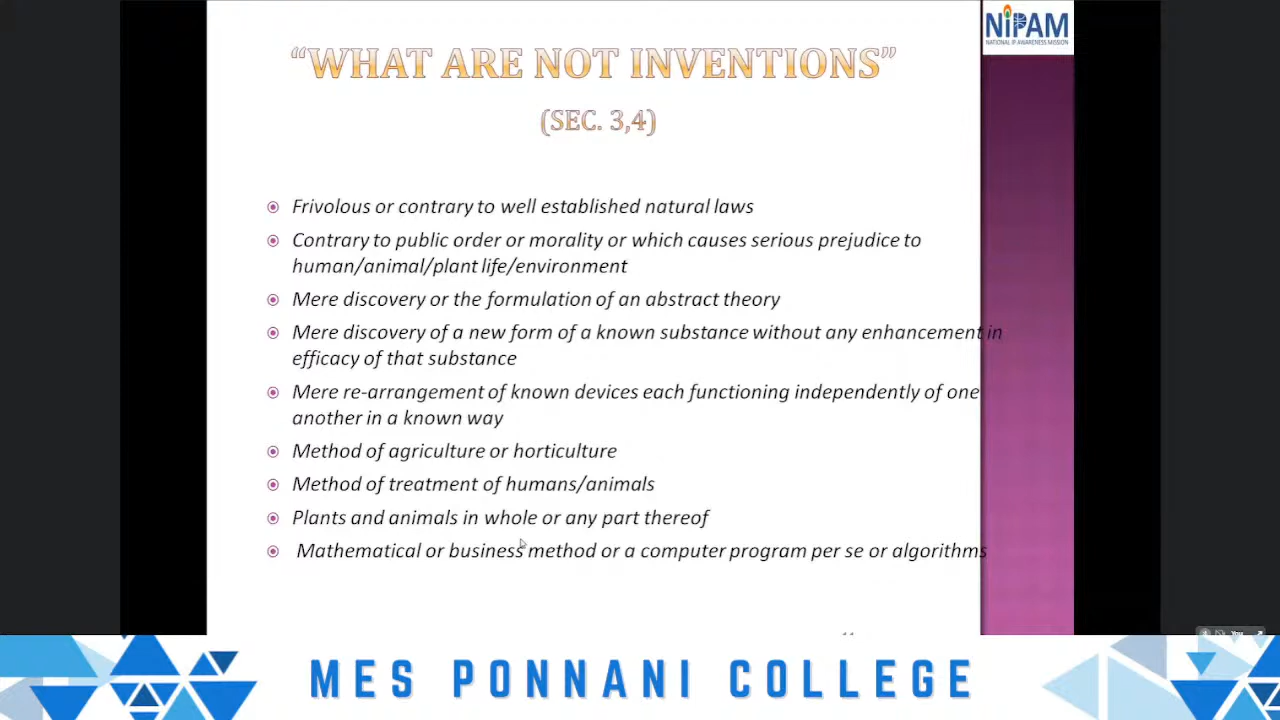 NIPAM
NATIONAL IP AWARENESS MISSION
“WHAT ARE NOT INVENTIONS”
(SEC. 3,4)
Frivolous or contrary to well established natural laws
Contrary to public order or morality or which causes serious prejudice to
human/animal/plant life/environment
Mere discovery or the formulation of an abstract theory
Mere discovery of a new form of a known substance without any enhancement in
efficacy of that substance
Mere re-arrangement of known devices each functioning independently of one
another in a known way
Method of agriculture or horticulture
Method of treatment of humans/animals
Plants and animals in whole or any part thereof
Mathematical or business method or a computer program per se or algorithms
You
MES PONNANI COLLEGE